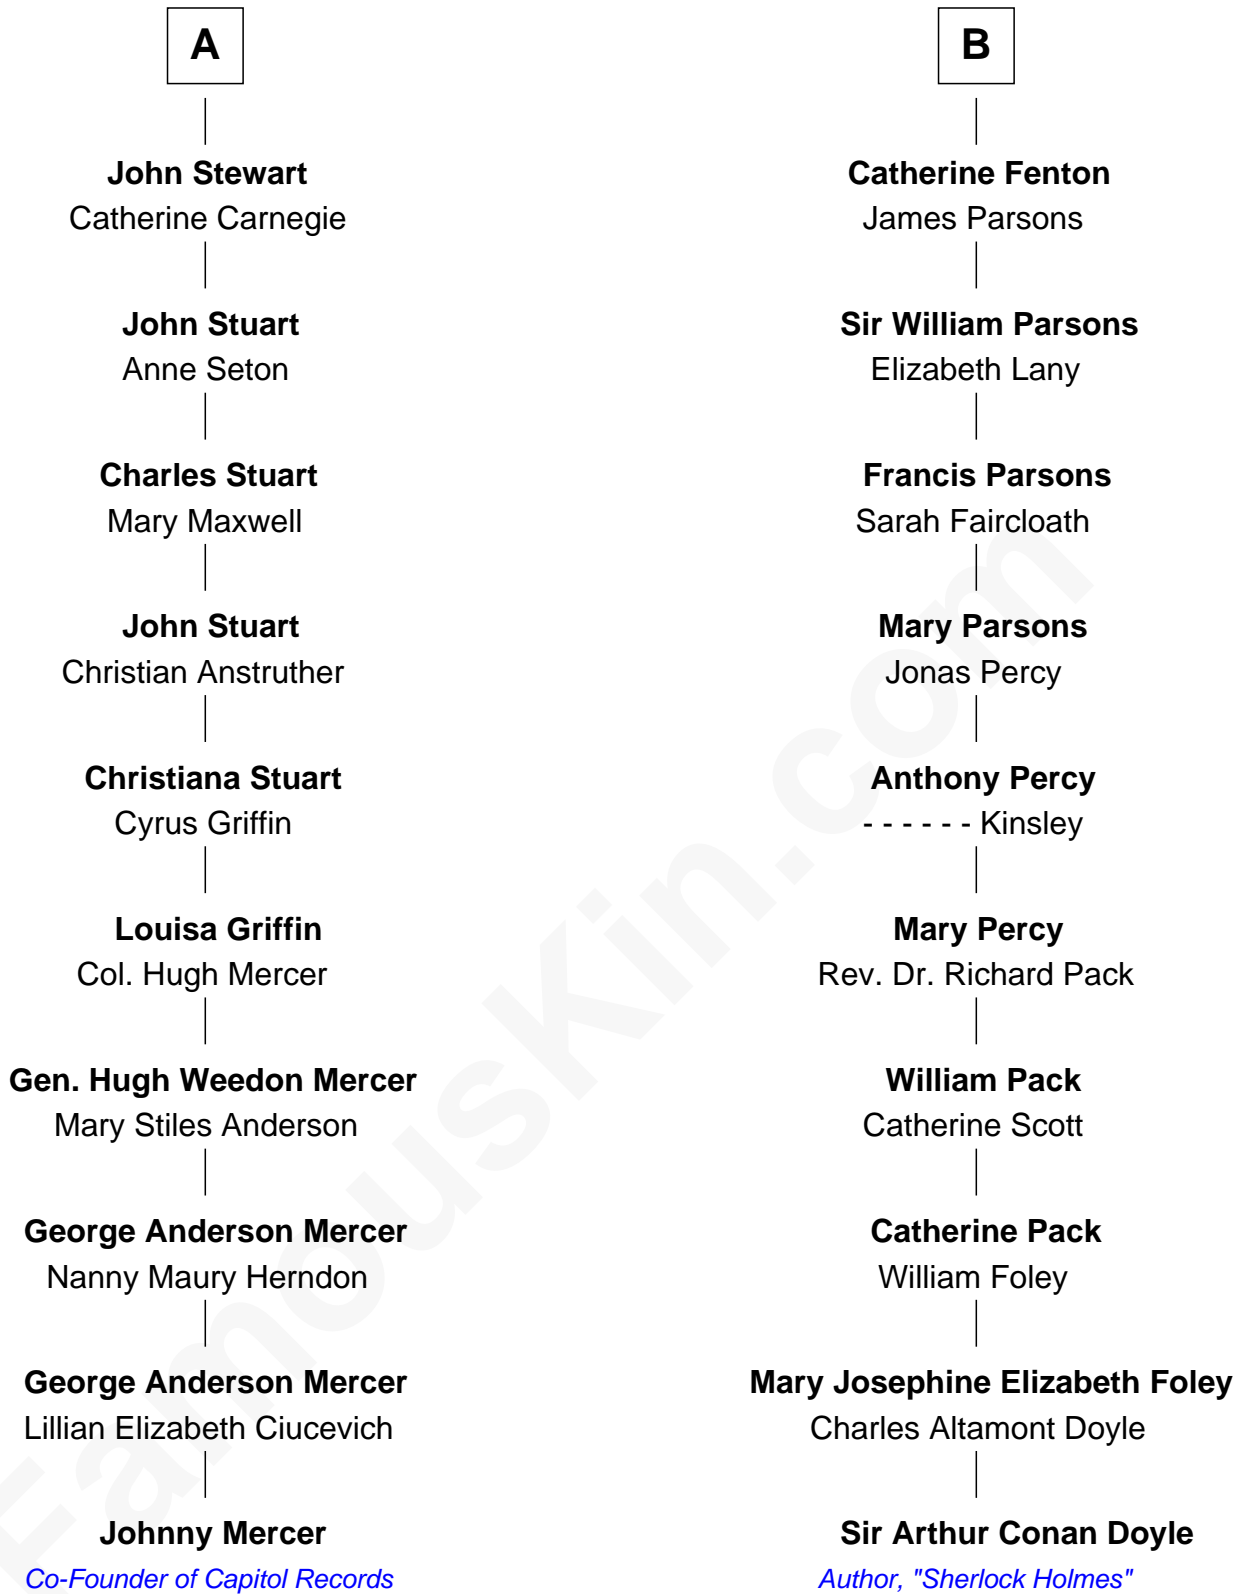 A
John Stewart
Catherine Carnegie
John Stuart
Anne Seton
Charles Stuart
Mary Maxwell
John Stuart
Christian Anstruther
Christiana Stuart
Cyrus Griffin
Louisa Griffin
Col. Hugh Mercer
Gen. Hugh Weedon Mercer
Mary Stiles Anderson
George Anderson Mercer
Nanny Maury Herndon
George Anderson Mercer
Lillian Elizabeth Ciucevich
Johnny Mercer
Co-Founder of Capitol Records
B
Catherine Fenton
James Parsons
Sir William Parsons
Elizabeth Lany
Francis Parsons
Sarah Faircloath
Mary Parsons
Jonas Percy
Anthony Percy
- - - - - - Kinsley
Mary Percy
Rev. Dr. Richard Pack
William Pack
Catherine Scott
Catherine Pack
William Foley
Mary Josephine Elizabeth Foley
Charles Altamont Doyle
Sir Arthur Conan Doyle
Author, "Sherlock Holmes"
FamousKin.com